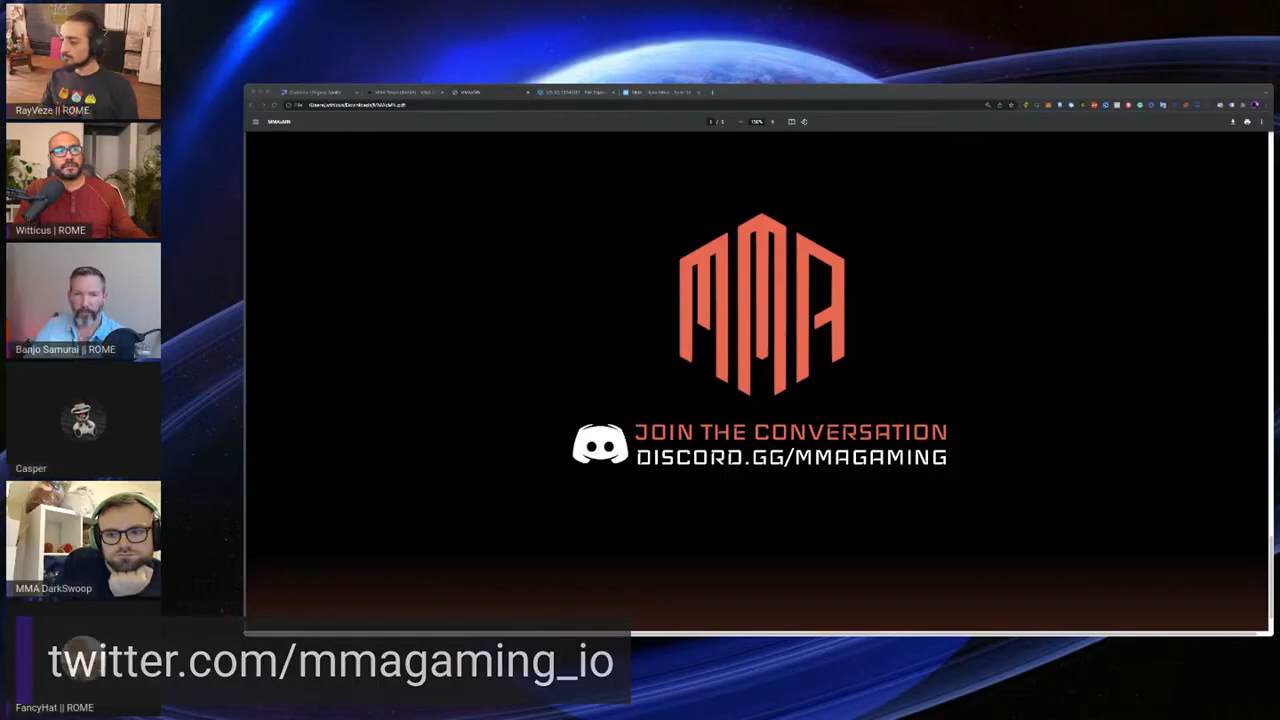 RayVeze || ROME
Witticus | ROME
Banjo Samurai || ROME
Casper
MMA DarkSwoop
FancyHat || ROME
MMA
JOIN THE CONVERSATION
DISCORD.GG/MMAGAMING
twitter.com/mmagaming_io